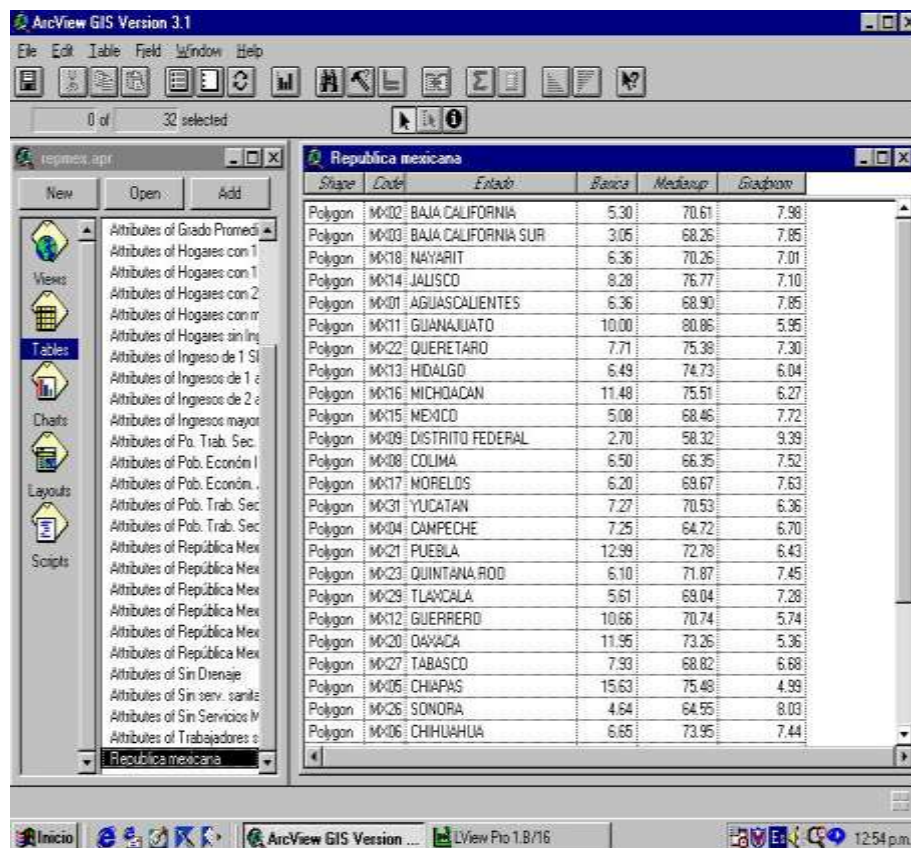 ArcView GIS Version 3.1
File Edit Table Field Window Help
0 of 32 selected
repmex.apr
New Open Add
Views
Tables
Charts
Layouts
Scripts
Attributes of Grado Promedi
Attributes of Hogares con 1
Attributes of Hogares con 1
Attributes of Hogares con 2
Attributes of Hogares con m
Attributes of Hogares sin Ing
Attributes of Ingreso de 1 S
Attributes of Ingresos de 1 a
Attributes of Ingresos de 2 a
Attributes of Ingresos mayor
Attributes of Po. Trab. Sec.
Attributes of Pob. Económ I
Attributes of Pob. Económ.
Attributes of Pob. Trab. Sec
Attributes of Pob. Trab. Sec
Attributes of República Mex
Attributes of República Mex
Attributes of República Mex
Attributes of República Mex
Attributes of República Mex
Attributes of República Mex
Attributes of Sin Drenaje
Attributes of Sin serv. sanita
Attributes of Sin Servicios M
Attributes of Trabajadores s
Republica mexicana
Republica mexicana
Shape Code Estado Banca Mediasup Gradprom
Polygon MX02 BAJA CALIFORNIA 5.30 70.61 7.98
Polygon MX03 BAJA CALIFORNIA SUR 3.05 68.26 7.85
Polygon MX18 NAYARIT 6.36 70.26 7.01
Polygon MX14 JALISCO 8.28 76.77 7.10
Polygon MX01 AGUASCALIENTES 6.36 68.90 7.85
Polygon MX11 GUANAJUATO 10.00 80.86 5.95
Polygon MX22 QUERETARO 7.71 75.38 7.30
Polygon MX13 HIDALGO 6.49 74.73 6.04
Polygon MX16 MICHOACAN 11.48 75.51 6.27
Polygon MX15 MEXICO 5.08 68.46 7.72
Polygon MX09 DISTRITO FEDERAL 2.70 58.32 9.39
Polygon MX08 COLIMA 6.50 66.35 7.52
Polygon MX17 MORELOS 6.20 69.67 7.63
Polygon MX31 YUCATAN 7.27 70.53 6.36
Polygon MX04 CAMPECHE 7.25 64.72 6.70
Polygon MX21 PUEBLA 12.99 72.78 6.43
Polygon MX23 QUINTANA ROO 6.10 71.87 7.45
Polygon MX29 TLAXCALA 5.61 69.04 7.28
Polygon MX12 GUERRERO 10.66 70.74 5.74
Polygon MX20 OAXACA 11.95 73.26 5.36
Polygon MX27 TABASCO 7.93 68.82 6.68
Polygon MX05 CHIAPAS 15.63 75.48 4.99
Polygon MX26 SONORA 4.64 64.55 8.03
Polygon MX06 CHIHUAHUA 6.65 73.95 7.44
Inicio ArcView GIS Version ... LView Pro 1.B/16 Es 12:54 p.m.